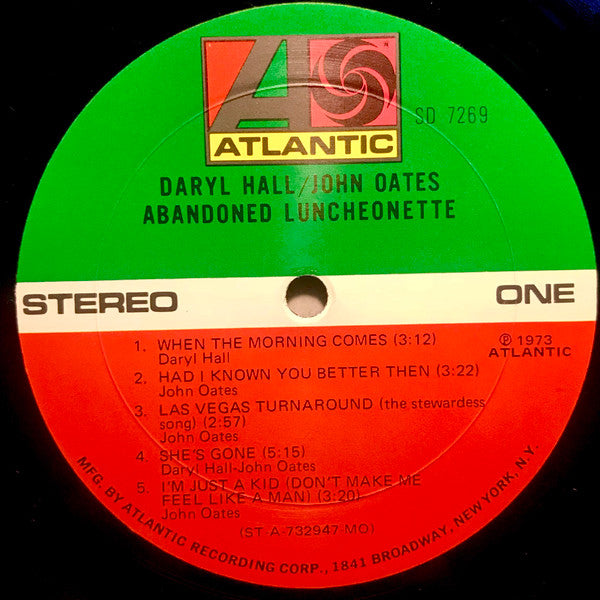 ATLANTIC
SD 7269
DARYL HALL/JOHN OATES
ABANDONED LUNCHEONETTE
STEREO
ONE
1. WHEN THE MORNING COMES (3:12)
Daryl Hall
2. HAD I KNOWN YOU BETTER THEN (3:22)
John Oates
3. LAS VEGAS TURNAROUND (the stewardess
song) (2:57)
John Oates
4. SHE'S GONE (5:15)
Daryl Hall-John Oates
5. I'M JUST A KID (DON'T MAKE ME
FEEL LIKE A MAN) (3:20)
John Oates
(ST-A-732947-MO)
℗ 1973
ATLANTIC
MFG. BY ATLANTIC RECORDING CORP., 1841 BROADWAY, NEW YORK, N.Y.